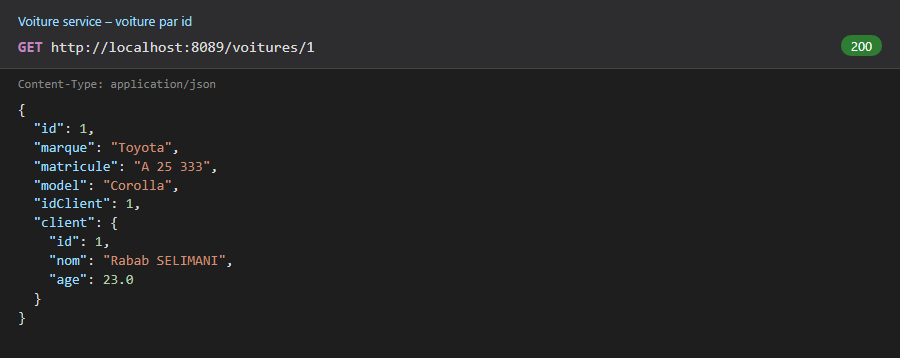 Voiture service – voiture par id
GET http://localhost:8089/voitures/1
200
Content-Type: application/json
{
  "id": 1,
  "marque": "Toyota",
  "matricule": "A 25 333",
  "model": "Corolla",
  "idClient": 1,
  "client": {
    "id": 1,
    "nom": "Rabab SELIMANI",
    "age": 23.0
  }
}